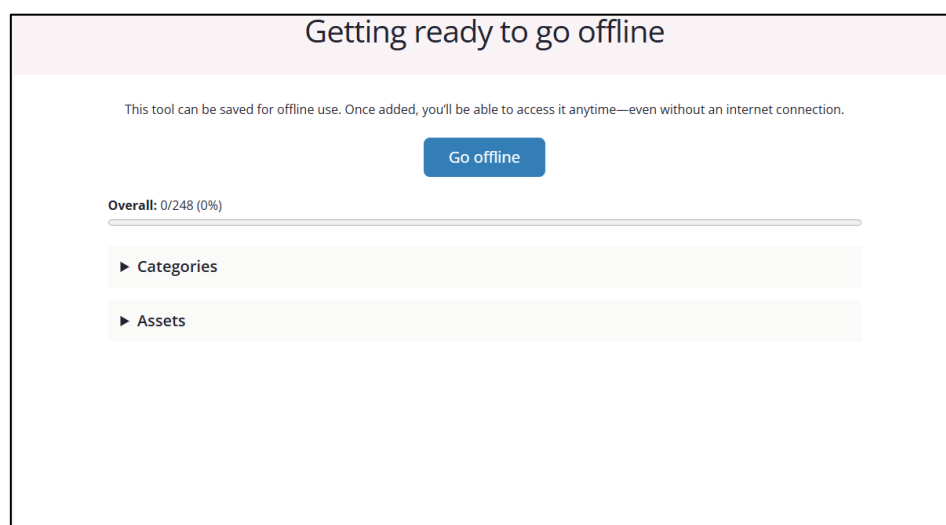 Getting ready to go offline
This tool can be saved for offline use. Once added, you'll be able to access it anytime—even without an internet connection.
Go offline
Overall: 0/248 (0%)
Categories
Assets